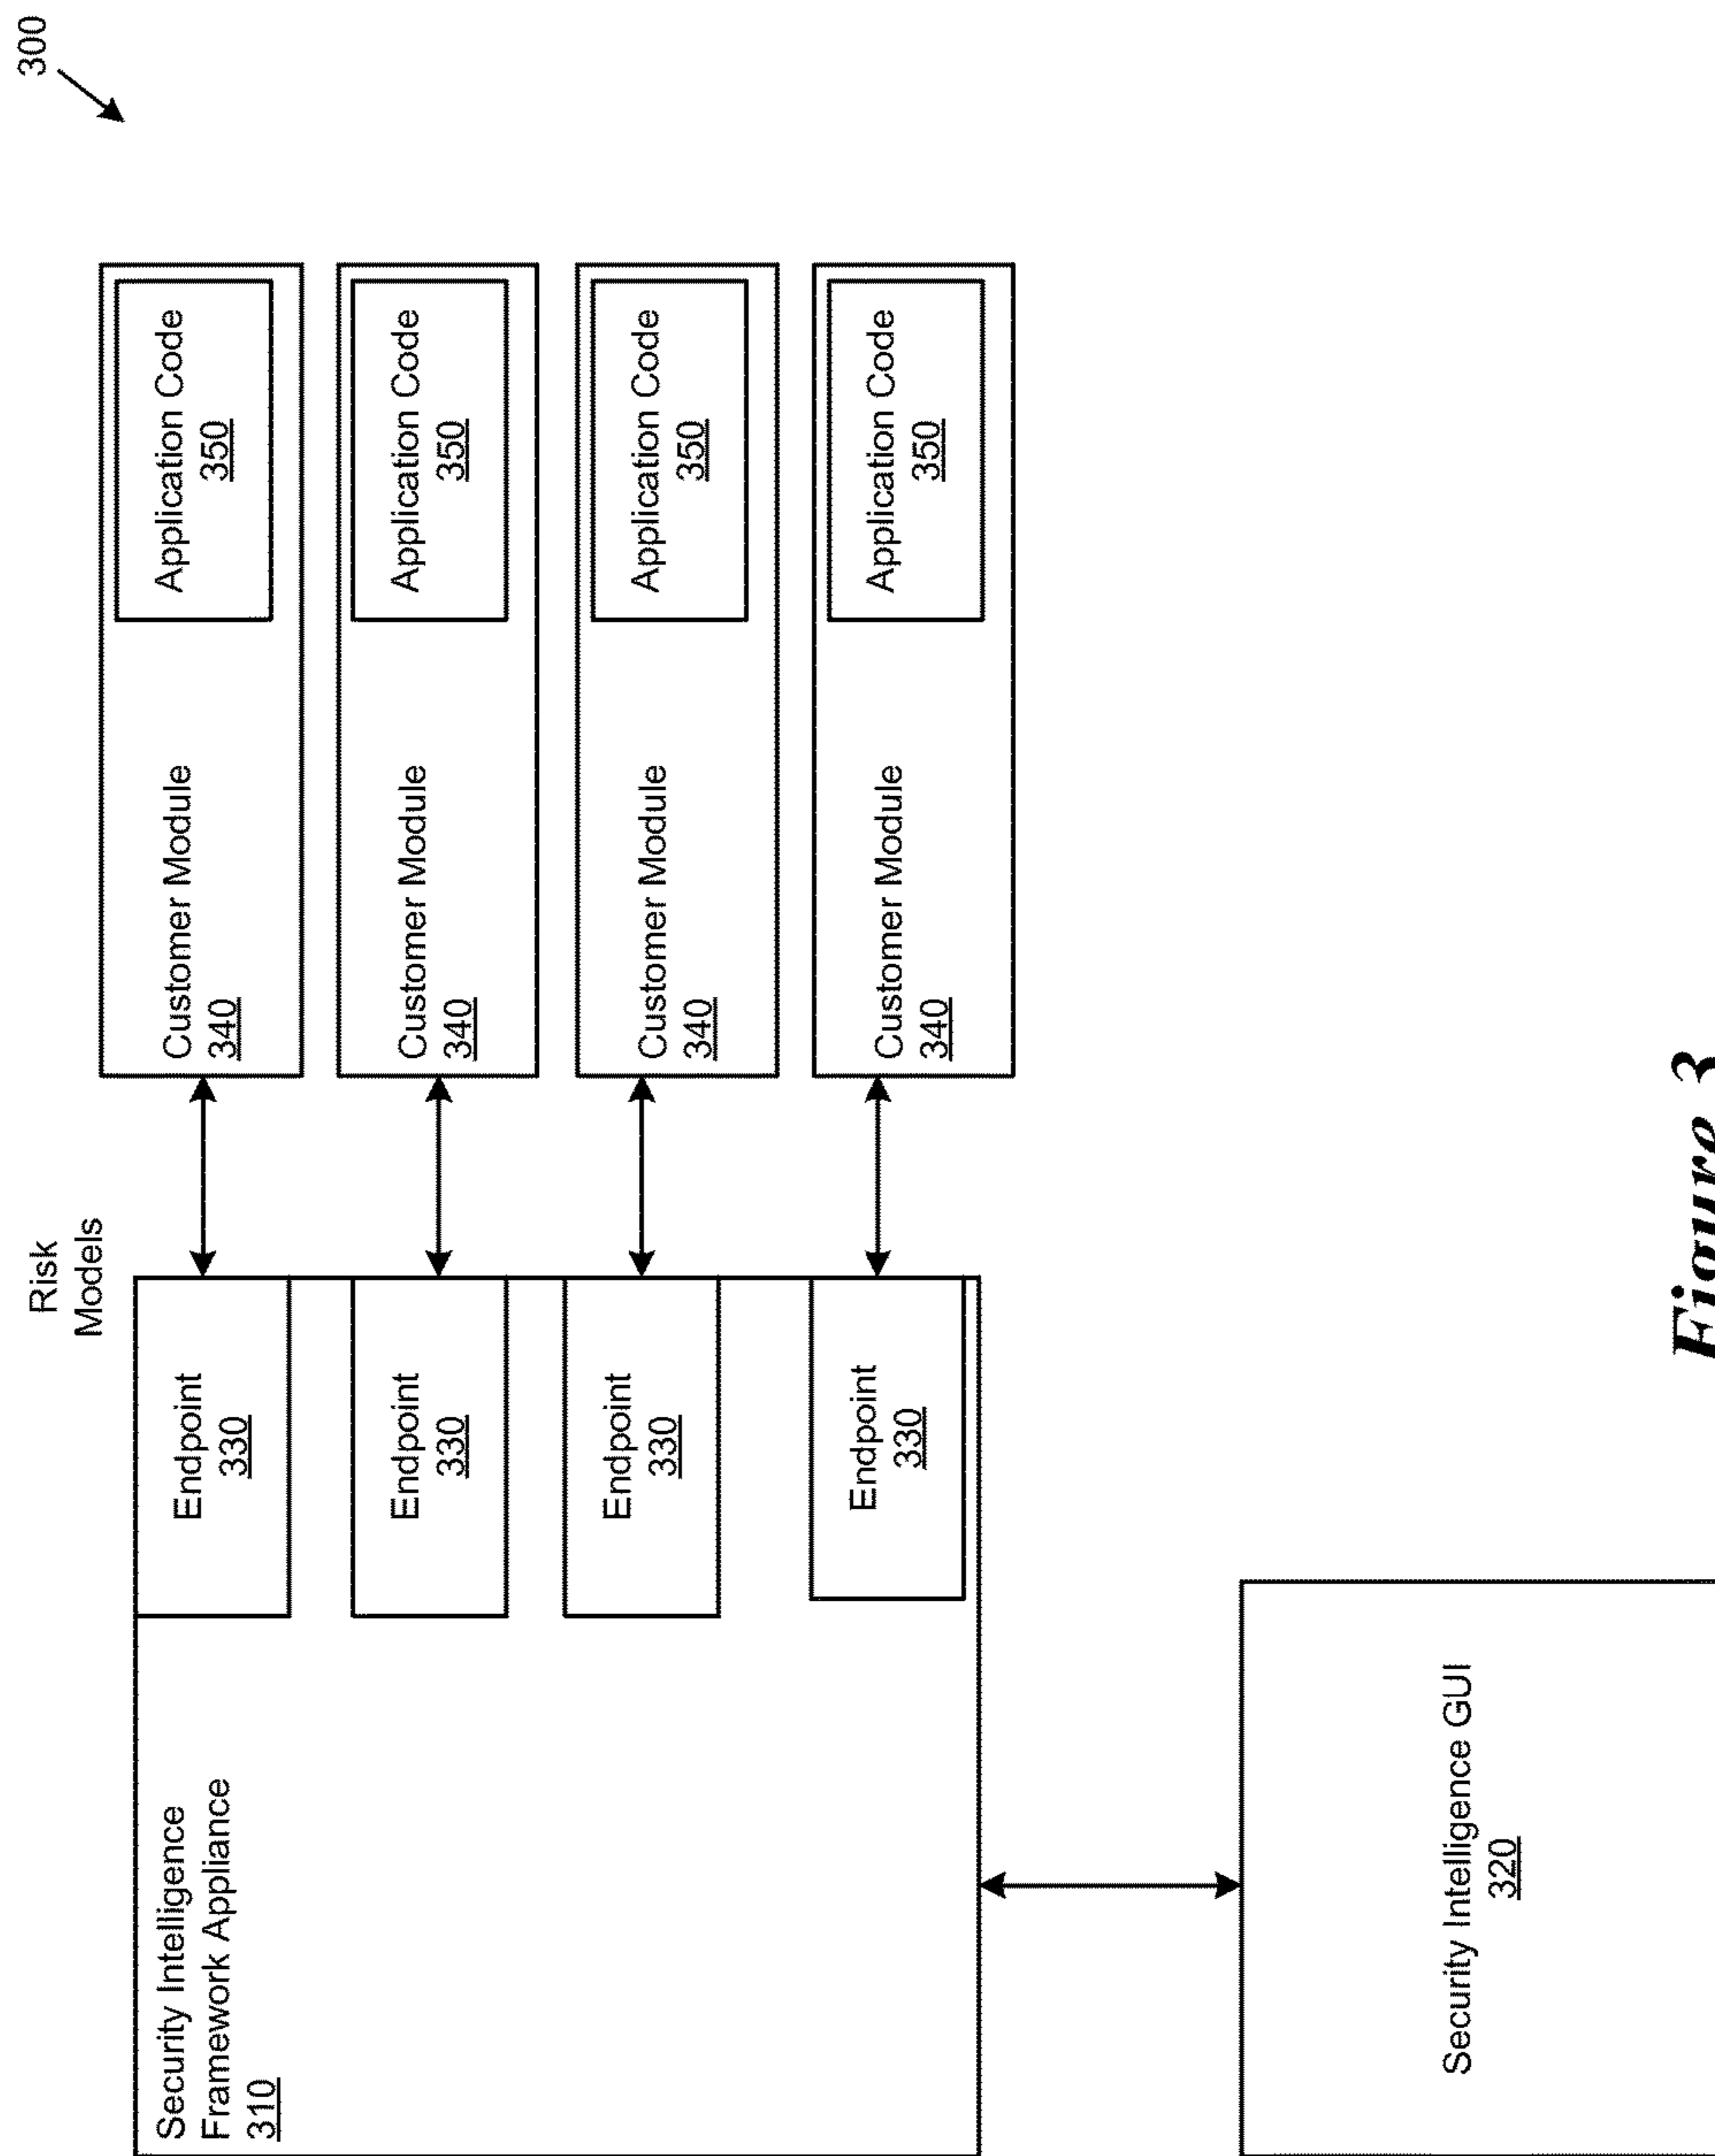 300
Risk
Models
Security Intelligence
Framework Appliance
310
Endpoint
330
Customer Module
340
Application Code
350
Endpoint
330
Customer Module
340
Application Code
350
Endpoint
330
Customer Module
340
Application Code
350
Endpoint
330
Customer Module
340
Application Code
350
Security Intelligence GUI
320
Figure 3